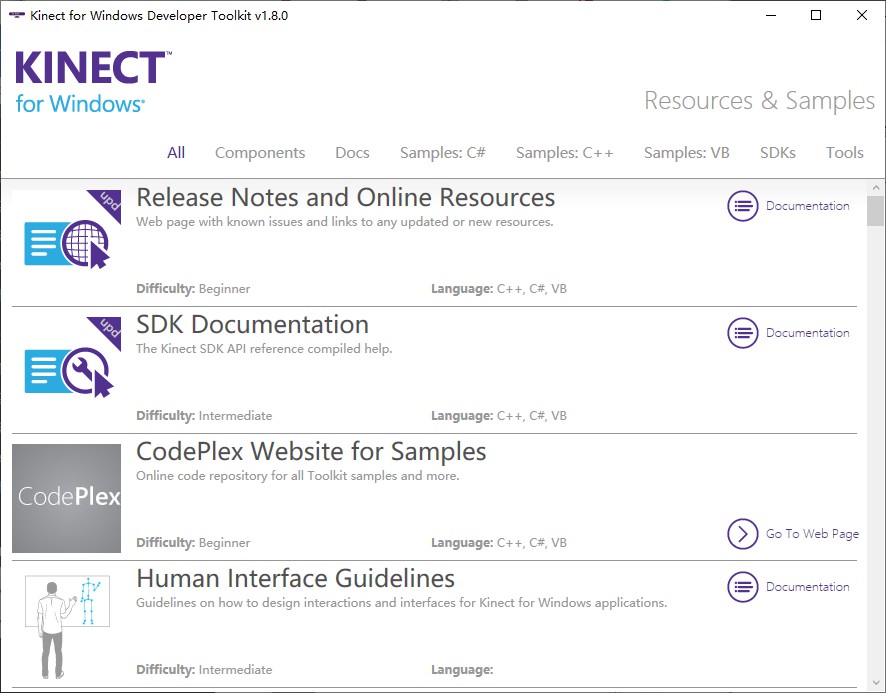 Kinect for Windows Developer Toolkit v1.8.0
KINECT™
for Windows®
Resources & Samples
All Components Docs Samples: C# Samples: C++ Samples: VB SDKs Tools
upd
Release Notes and Online Resources
Documentation
Web page with known issues and links to any updated or new resources.
Difficulty: Beginner Language: C++, C#, VB
upd
SDK Documentation
Documentation
The Kinect SDK API reference compiled help.
Difficulty: Intermediate Language: C++, C#, VB
CodePlex
CodePlex Website for Samples
Online code repository for all Toolkit samples and more.
Go To Web Page
Difficulty: Beginner Language: C++, C#, VB
Human Interface Guidelines
Documentation
Guidelines on how to design interactions and interfaces for Kinect for Windows applications.
Difficulty: Intermediate Language: